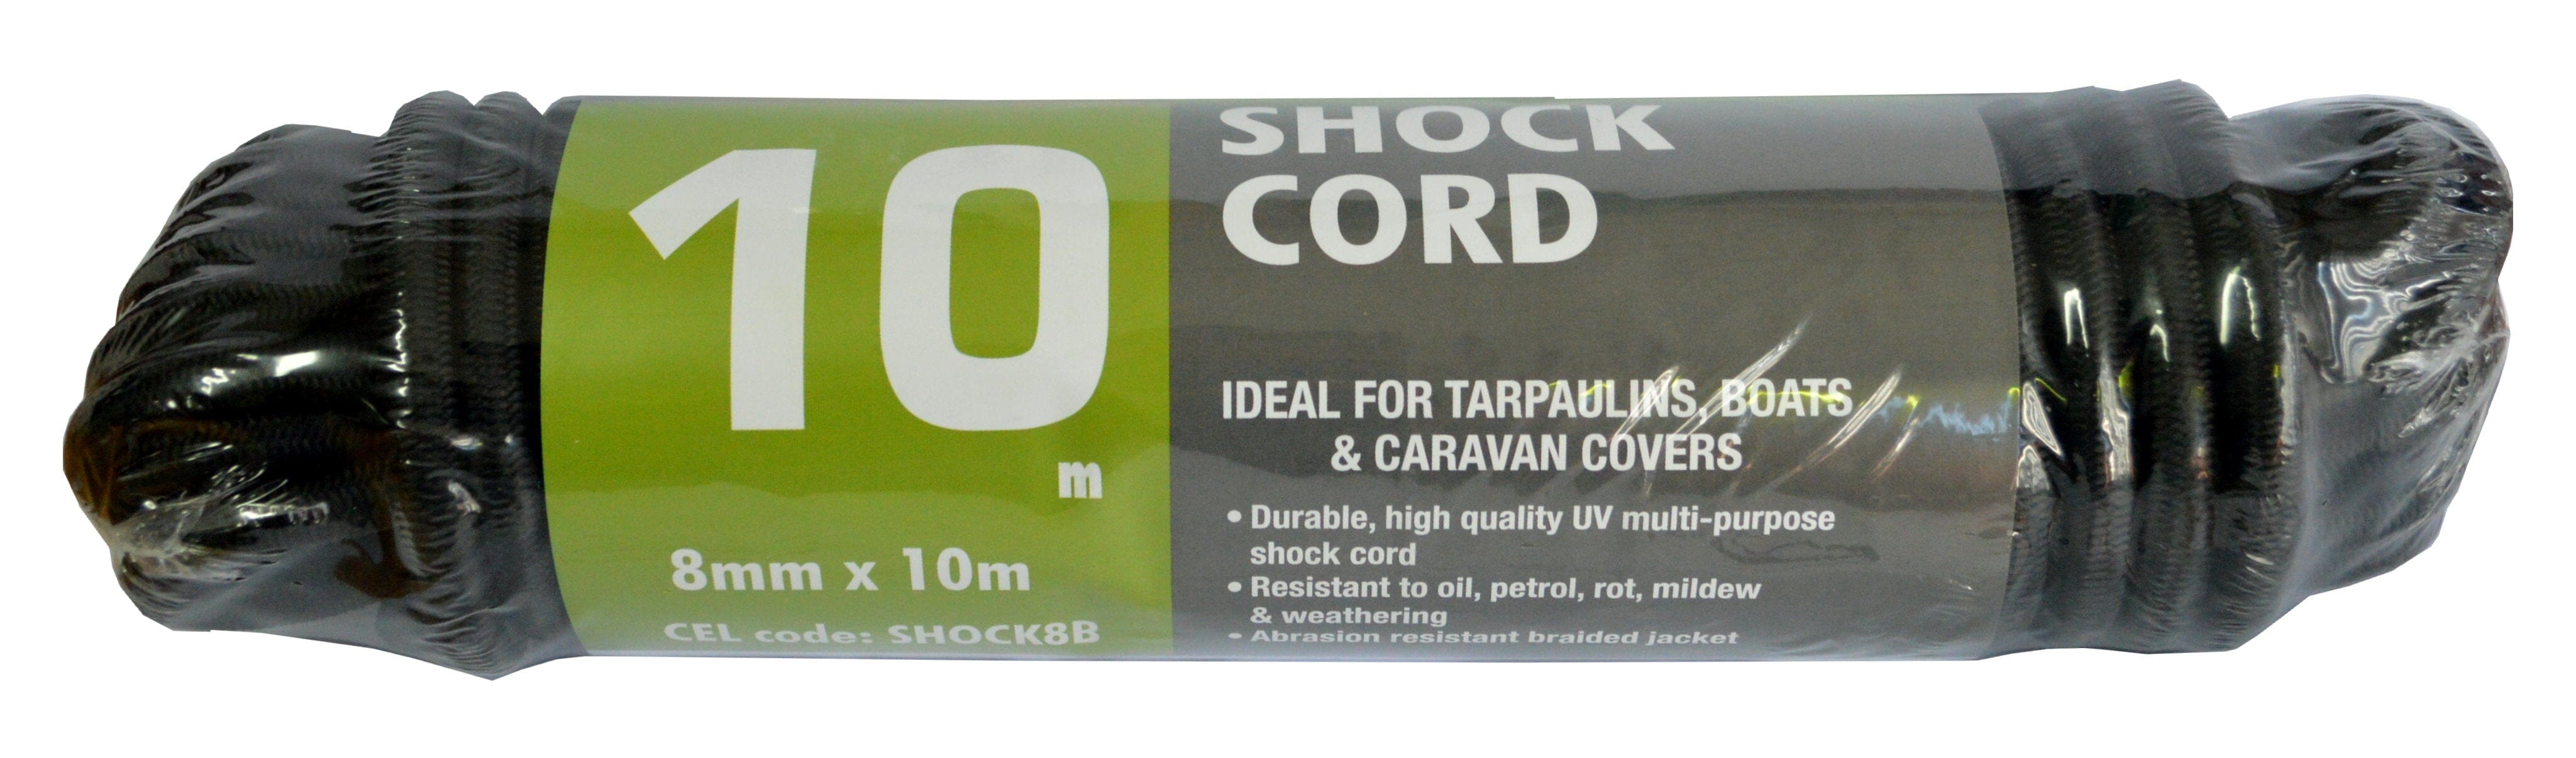 10
m
8mm x 10m
CEL code: SHOCK8B
SHOCK
CORD
IDEAL FOR TARPAULINS, BOATS
& CARAVAN COVERS
• Durable, high quality UV multi-purpose
shock cord
• Resistant to oil, petrol, rot, mildew
& weathering
• Abrasion resistant braided jacket